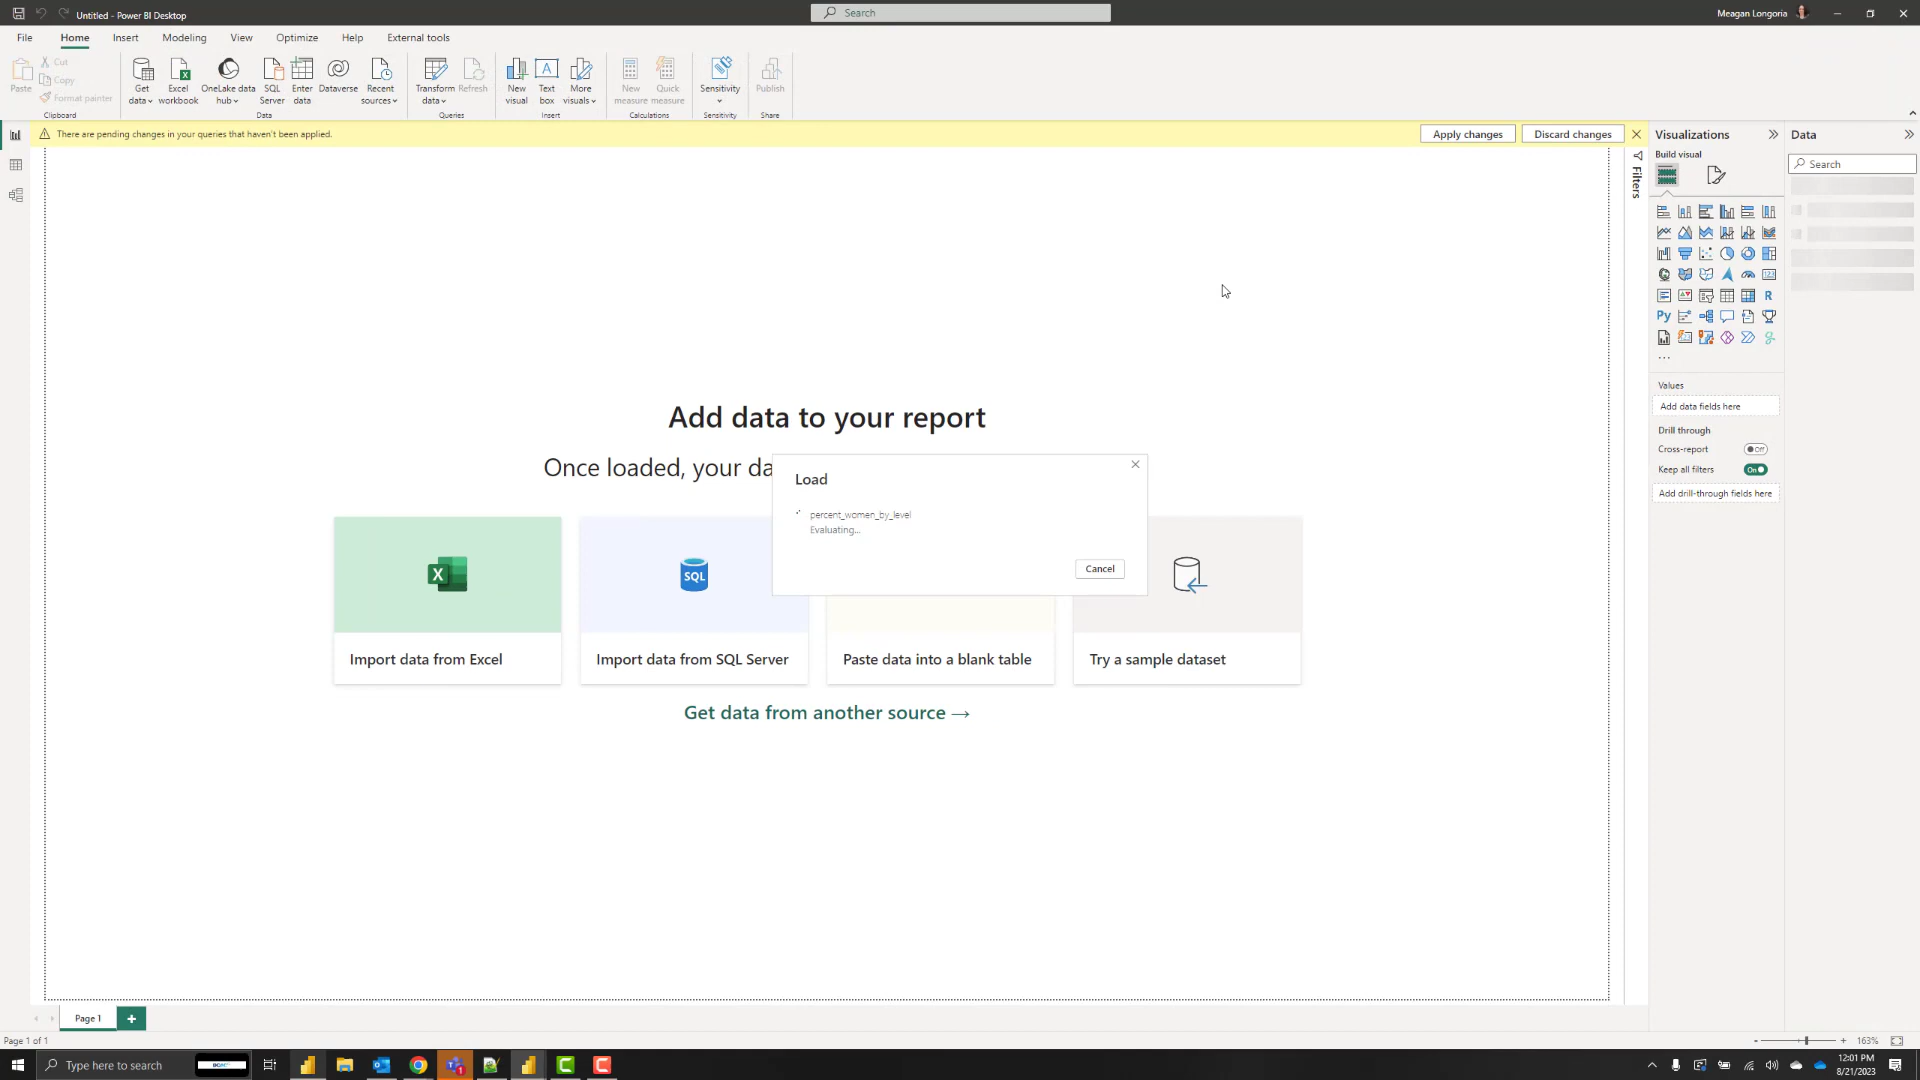 Untitled - Power BI Desktop
Search
Meagan Longoria
File
Home
Insert
Modeling
View
Optimize
Help
External tools
Paste
Cut
Copy
Format painter
Clipboard
Get data
Excel workbook
OneLake data hub
SQL Server
Enter data
Dataverse
Recent sources
Data
Transform data
Refresh
Queries
New visual
Text box
More visuals
Insert
New measure
Quick measure
Calculations
Sensitivity
Sensitivity
Publish
Share
There are pending changes in your queries that haven't been applied.
Apply changes
Discard changes
Filters
Visualizations
Build visual
R
Py
123
...
Values
Add data fields here
Drill through
Cross-report
Off
Keep all filters
On
Add drill-through fields here
Data
Search
Add data to your report
Once loaded, your da
Load
percent_women_by_level
Evaluating...
Cancel
X
SQL
Import data from Excel
Import data from SQL Server
Paste data into a blank table
Try a sample dataset
Get data from another source →
Page 1
+
Page 1 of 1
- + 163%
Type here to search
12:01 PM
8/21/2023